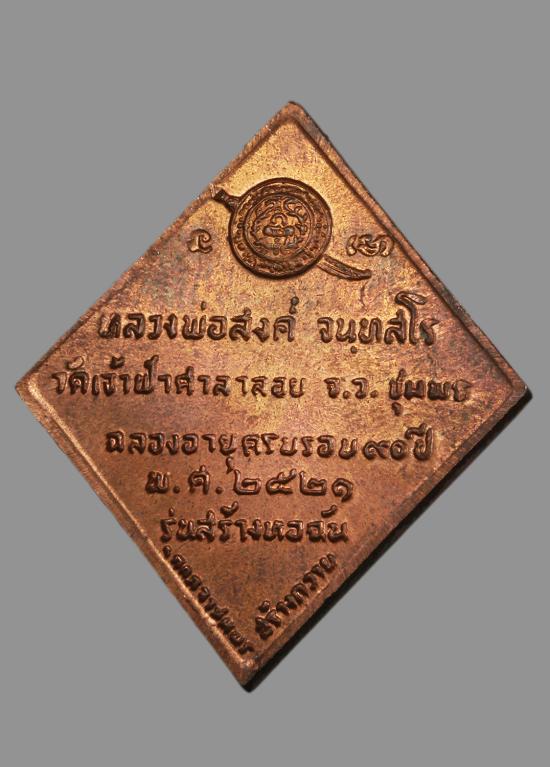 หลวงพ่อสงค์ จนฺทสโร
วัดเจ้าฟ้าศาลาลอย จ.ว. ชุมพร
ฉลองอายุครบรอบ ๙๐ ปี
พ.ศ. ๒๕๒๑
รุ่นสร้างหอฉัน
สร้างถวาย